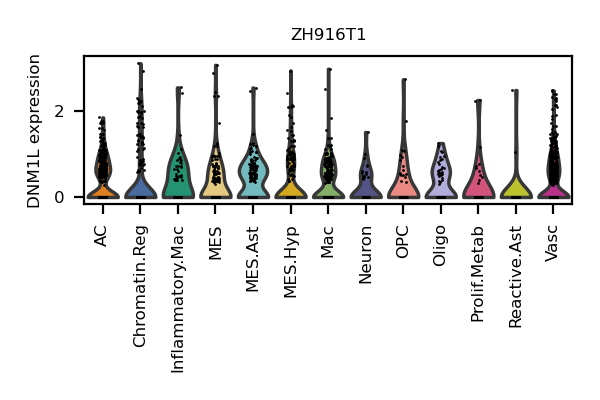 ZH916T1
DNM1L expression
2
0
AC
Chromatin.Reg
Inflammatory.Mac
MES
MES.Ast
MES.Hyp
Mac
Neuron
OPC
Oligo
Prolif.Metab
Reactive.Ast
Vasc